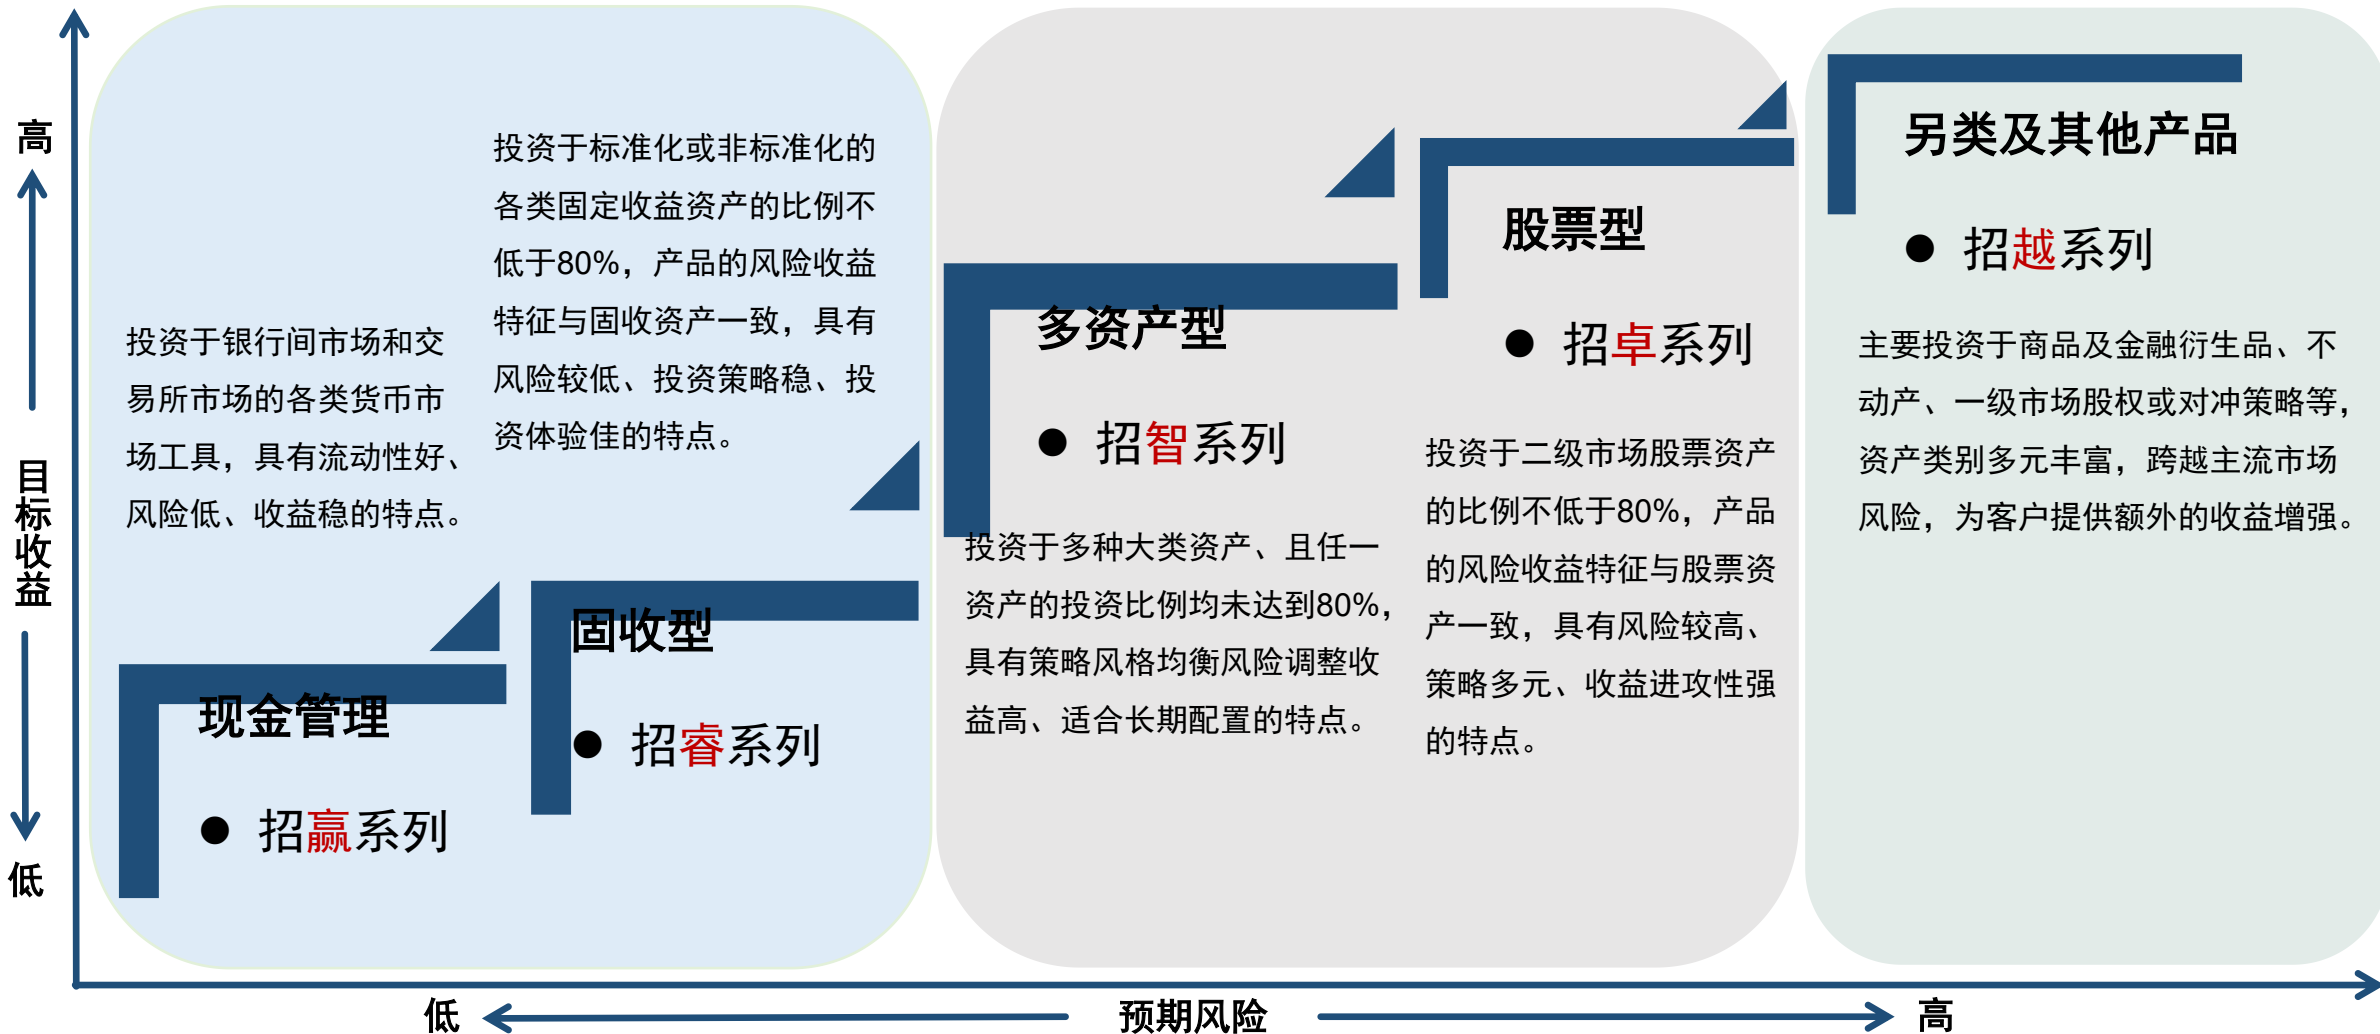 高
目标收益
低
投资于银行间市场和交
易所市场的各类货币市
场工具，具有流动性好、
风险低、收益稳的特点。
现金管理
● 招赢系列
投资于标准化或非标准化的
各类固定收益资产的比例不
低于80%，产品的风险收益
特征与固收资产一致，具有
风险较低、投资策略稳、投
资体验佳的特点。
固收型
● 招睿系列
多资产型
● 招智系列
投资于多种大类资产、且任一
资产的投资比例均未达到80%，
具有策略风格均衡风险调整收
益高、适合长期配置的特点。
股票型
● 招卓系列
投资于二级市场股票资产
的比例不低于80%，产品
的风险收益特征与股票资
产一致，具有风险较高、
策略多元、收益进攻性强
的特点。
另类及其他产品
● 招越系列
主要投资于商品及金融衍生品、不
动产、一级市场股权或对冲策略等，
资产类别多元丰富，跨越主流市场
风险，为客户提供额外的收益增强。
低
预期风险
高